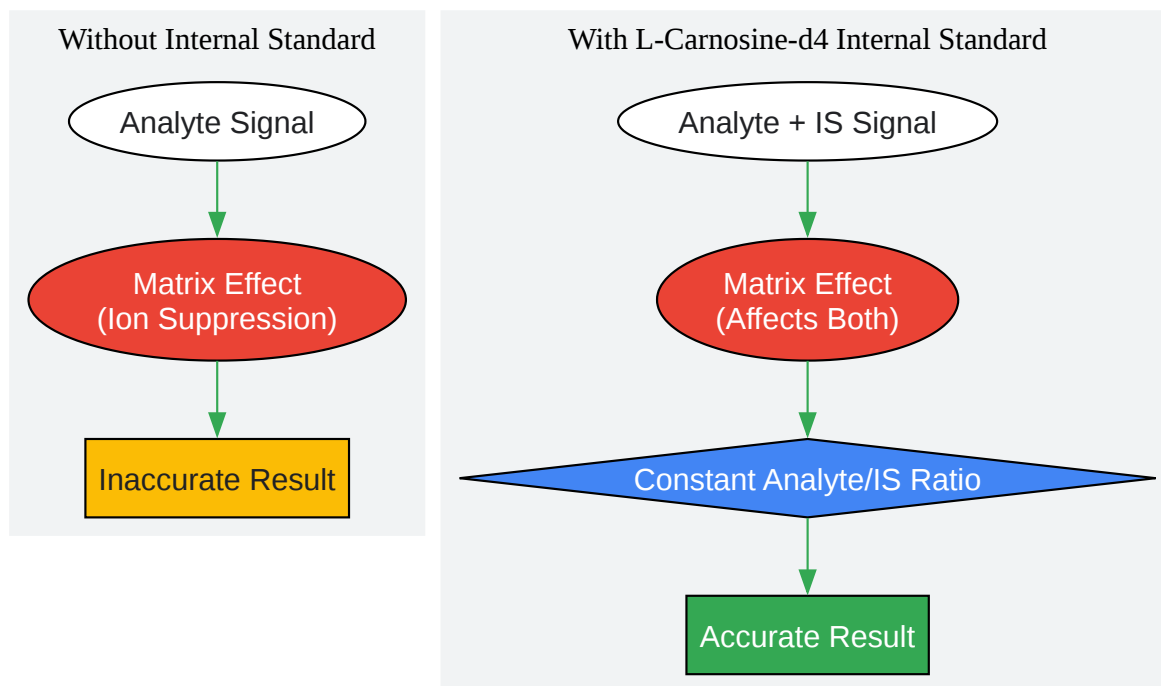 Without Internal Standard
Analyte Signal
Matrix Effect
(Ion Suppression)
Inaccurate Result
With L-Carnosine-d4 Internal Standard
Analyte + IS Signal
Matrix Effect
(Affects Both)
Constant Analyte/IS Ratio
Accurate Result